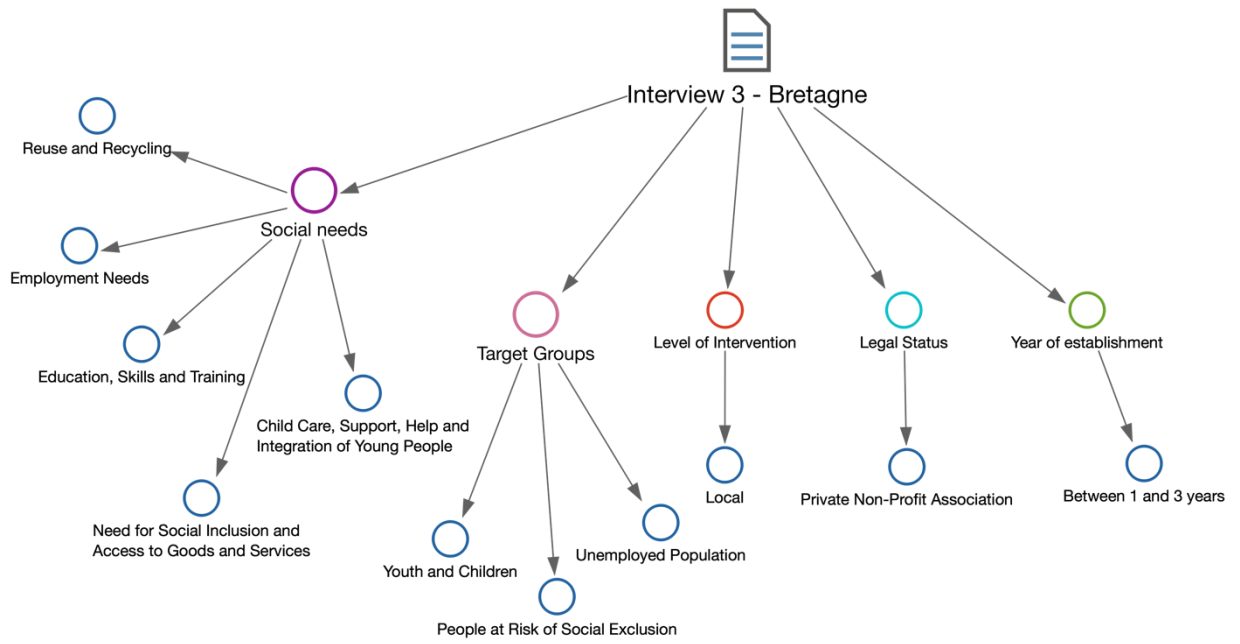 Interview 3 - Bretagne
Reuse and Recycling
Social needs
Employment Needs
Education, Skills and Training
Child Care, Support, Help and
Integration of Young People
Need for Social Inclusion and
Access to Goods and Services
Target Groups
Youth and Children
People at Risk of Social Exclusion
Unemployed Population
Level of Intervention
Local
Legal Status
Private Non-Profit Association
Year of establishment
Between 1 and 3 years